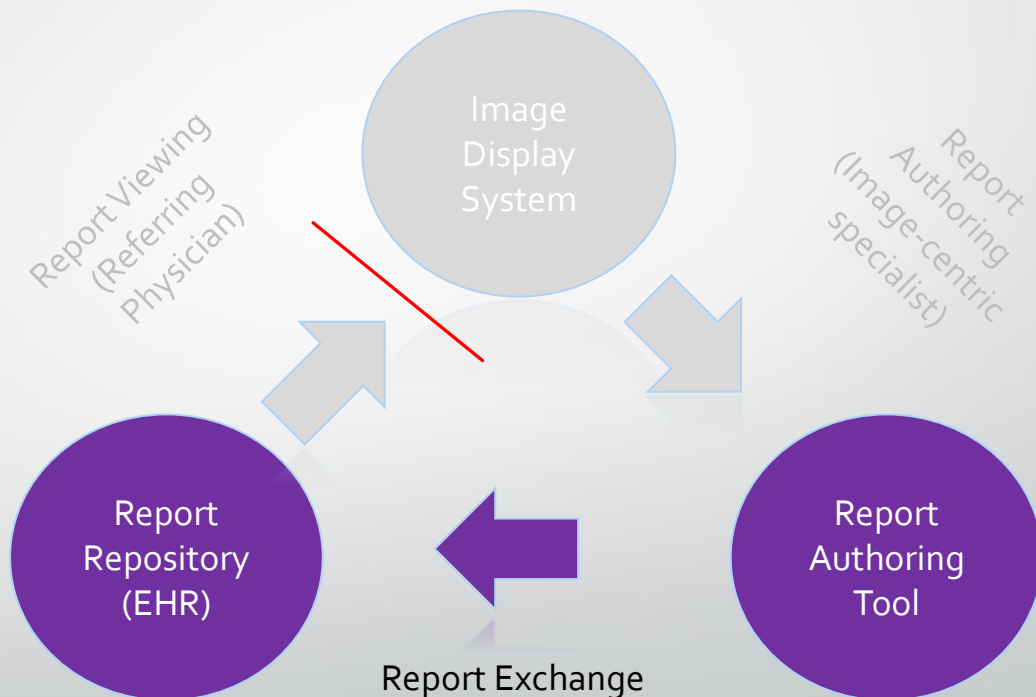 Image
Display
System
Report Viewing
(Referring
Physician)
Report
Authoring
(Image-centric
specialist)
Report
Repository
(EHR)
Report
Authoring
Tool
Report Exchange